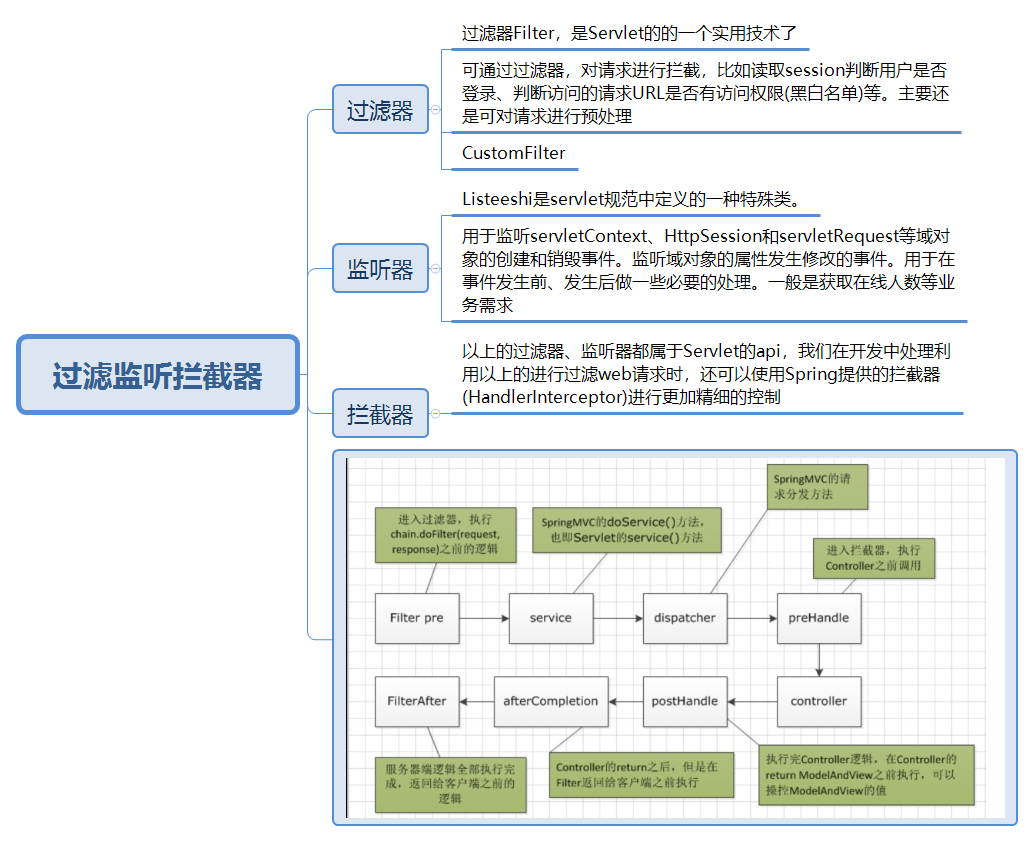 过滤监听拦截器
过滤器
过滤器Filter，是Servlet的的一个实用技术了
可通过过滤器，对请求进行拦截，比如读取session判断用户是否
登录、判断访问的请求URL是否有访问权限(黑白名单)等。主要还
是可对请求进行预处理
CustomFilter
监听器
Listeeshi是servlet规范中定义的一种特殊类。
用于监听servletContext、HttpSession和servletRequest等域对
象的创建和销毁事件。监听域对象的属性发生修改的事件。用于在
事件发生前、发生后做一些必要的处理。一般是获取在线人数等业
务需求
拦截器
以上的过滤器、监听器都属于Servlet的api，我们在开发中处理利
用以上的进行过滤web请求时，还可以使用Spring提供的拦截器
(HandlerInterceptor)进行更加精细的控制
SpringMVC的请
求分发方法
进入过滤器，执行
chain.doFilter(request,
response)之前的逻辑
SpringMVC的doService()方法，
也即Servlet的service()方法
进入拦截器，执行
Controller之前调用
Filter pre
service
dispatcher
preHandle
FilterAfter
afterCompletion
postHandle
controller
服务器端逻辑全部执行完
成，返回给客户端之前的
逻辑
Controller的return之后，但是在
Filter返回给客户端之前执行
执行完Controller逻辑，在Controller的
return ModelAndView之前执行，可以
操控ModelAndView的值